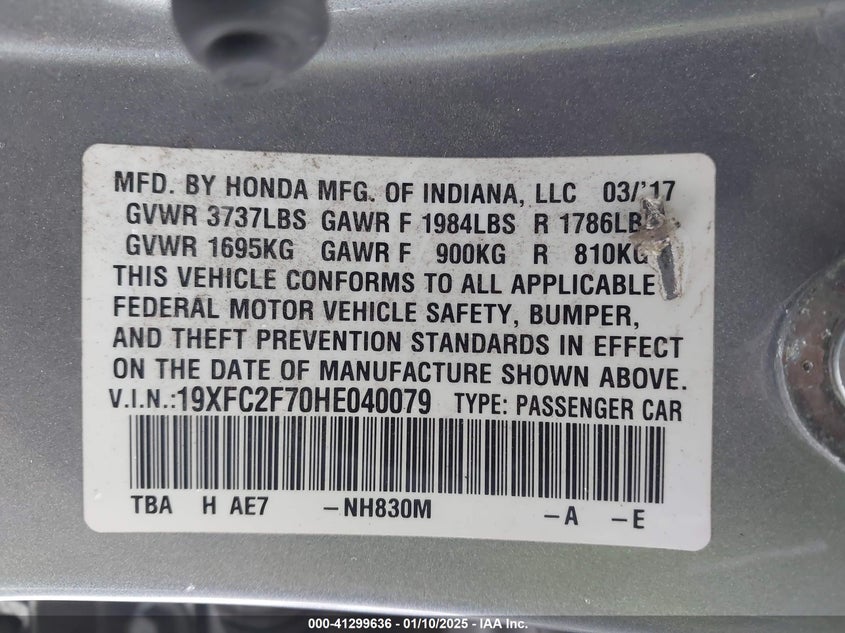 MFD. BY HONDA MFG. OF INDIANA, LLC 03/'17
GVWR 3737LBS GAWR F 1984LBS R 1786LB
GVWR 1695KG GAWR F 900KG R 810KG
THIS VEHICLE CONFORMS TO ALL APPLICABLE
FEDERAL MOTOR VEHICLE SAFETY, BUMPER,
AND THEFT PREVENTION STANDARDS IN EFFECT
ON THE DATE OF MANUFACTURE SHOWN ABOVE.
V.I.N.:19XFC2F70HE040079 TYPE: PASSENGER CAR
TBA H AE7 –NH830M –A –E
000-41299636 - 01/10/2025 - IAA Inc.